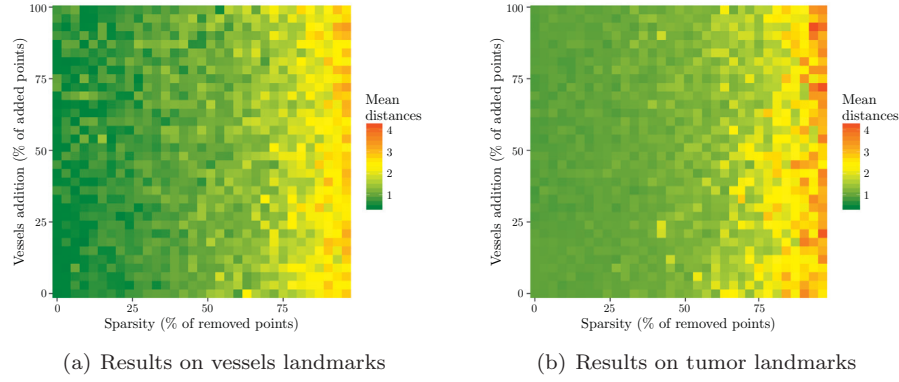 Vessels addition (% of added points)
100
75
50
25
0
0 25 50 75
Sparsity (% of removed points)
Mean
distances
4
3
2
1
(a) Results on vessels landmarks
Vessels addition (% of added points)
100
75
50
25
0
0 25 50 75
Sparsity (% of removed points)
Mean
distances
4
3
2
1
(b) Results on tumor landmarks